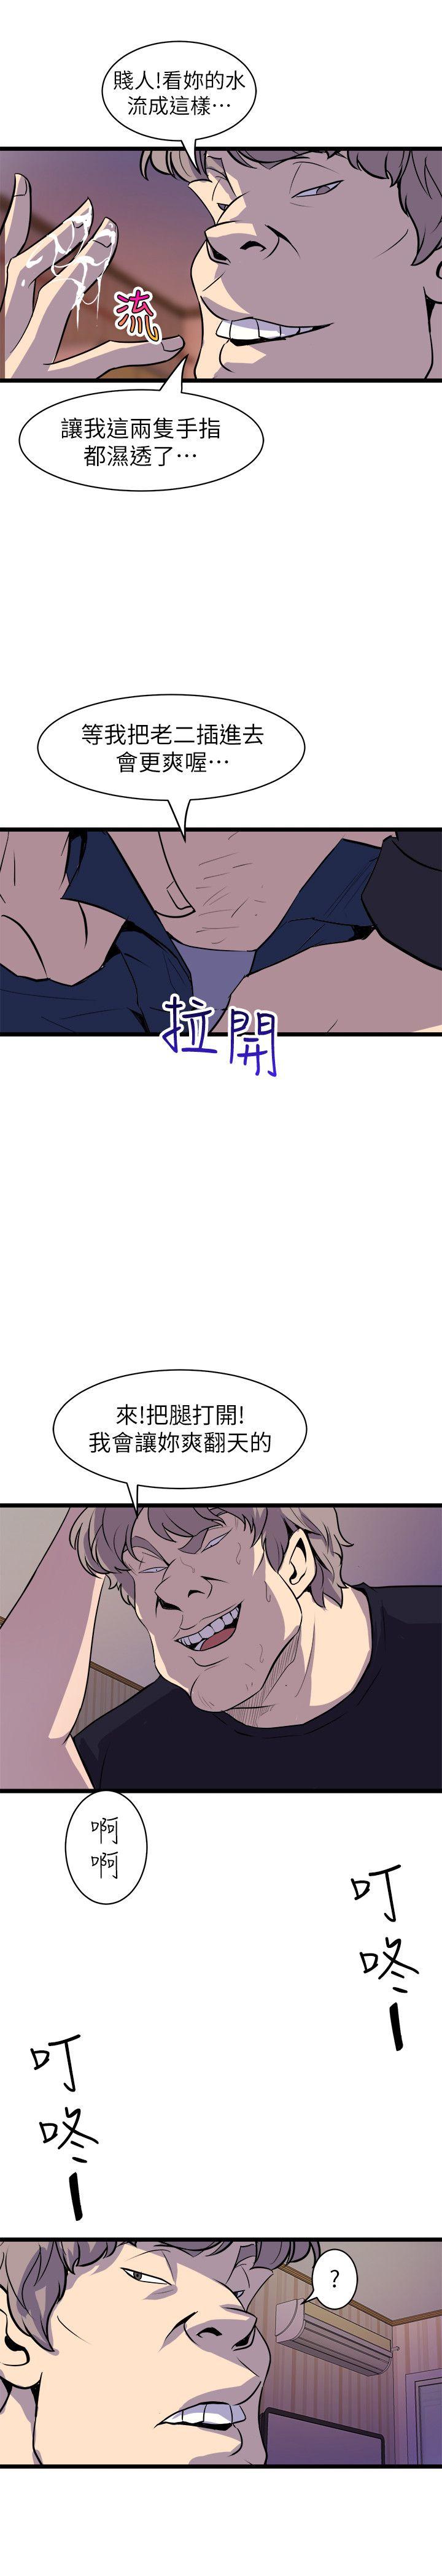 賤人!看妳的水
流成這樣…
流
讓我這兩隻手指
都濕透了…
等我把老二插進去
會更爽喔…
拉開
來!把腿打開!
我會讓妳爽翻天的
啊
啊
叮咚ー
叮咚ー
?